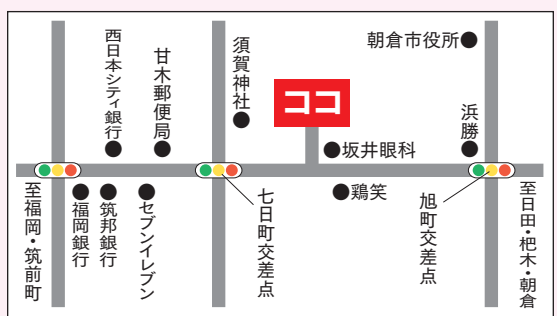 西日本シティ銀行
甘木郵便局
須賀神社
ココ
朝倉市役所
浜勝
坂井眼科
鶏笑
至福岡・筑前町
福岡銀行
筑邦銀行
セブンイレブン
七日町交差点
旭町交差点
至日田・杷木・朝倉